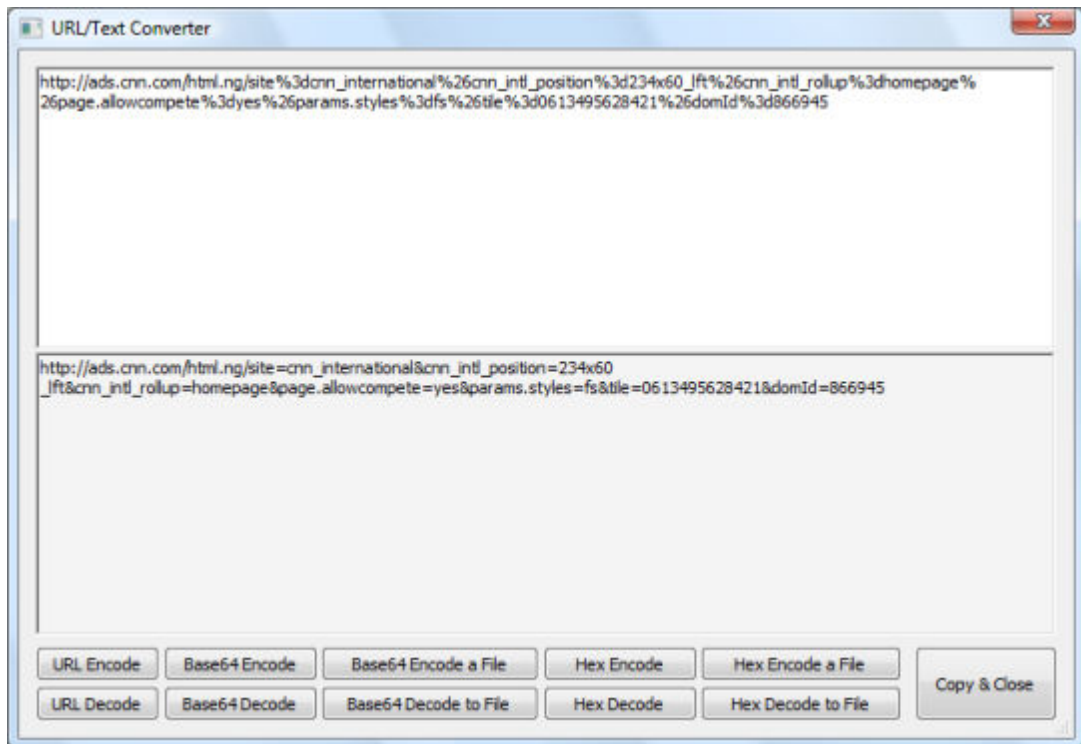 URL/Text Converter
http://ads.cnn.com/html.ng/site%3dcnn_international%26cnn_intl_position%3d234x60_lft%26cnn_intl_rollup%3dhomepage%
26page.allowcompete%3dyes%26params.styles%3dfs%26tile%3d0613495628421%26domId%3d866945
http://ads.cnn.com/html.ng/site=cnn_international&cnn_intl_position=234x60
_lft&cnn_intl_rollup=homepage&page.allowcompete=yes&params.styles=fs&tile=0613495628421&domId=866945
URL Encode Base64 Encode Base64 Encode a File Hex Encode Hex Encode a File
Copy & Close
URL Decode Base64 Decode Base64 Decode to File Hex Decode Hex Decode to File